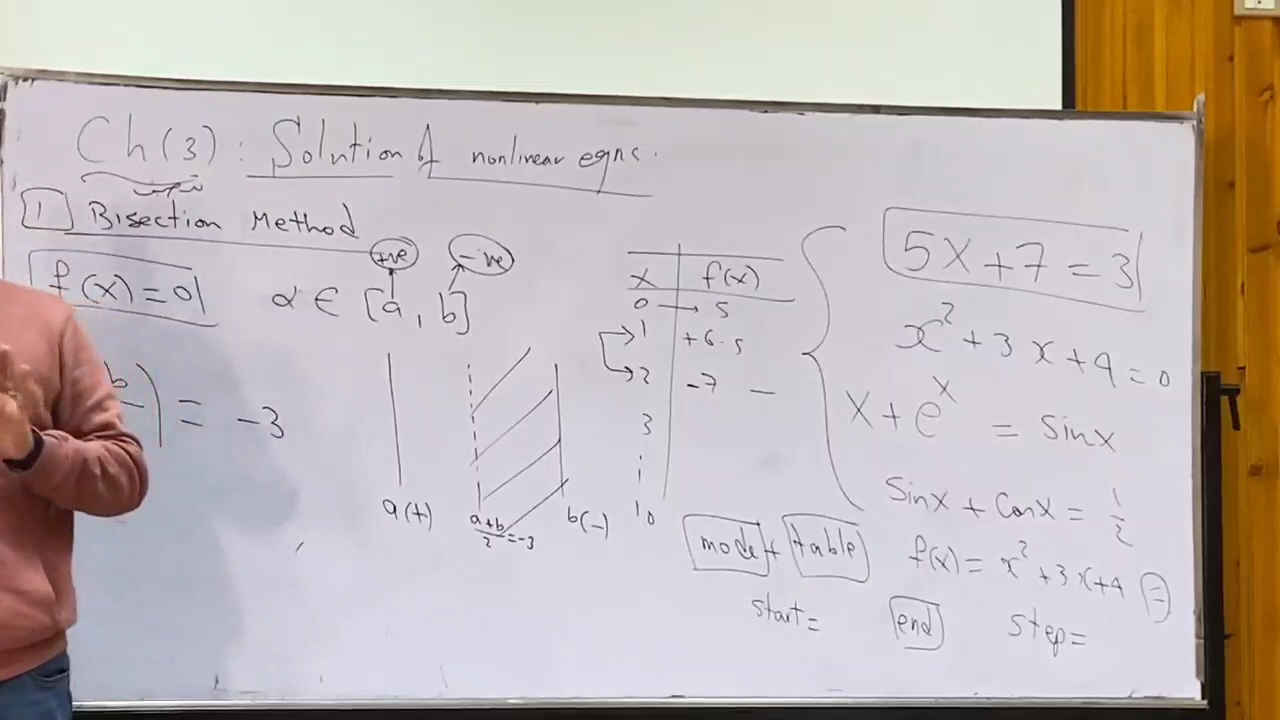 Ch(3): Solution of nonlinear eqns.
1 Bisection Method
+ve -ve
f(x)=0
α ∈ [a, b]
b
) = -3
a(+)
a+b/2 = -3
b(-)
x f(x)
0 → 5
1 +6.5
2 -7 —
3
10
mode + table
start=
end
step=
5x+7=3
x²+3x+4=0
x+e^x = sinx
sinx + Cosx = 1/2
f(x)= x²+3x+4 =